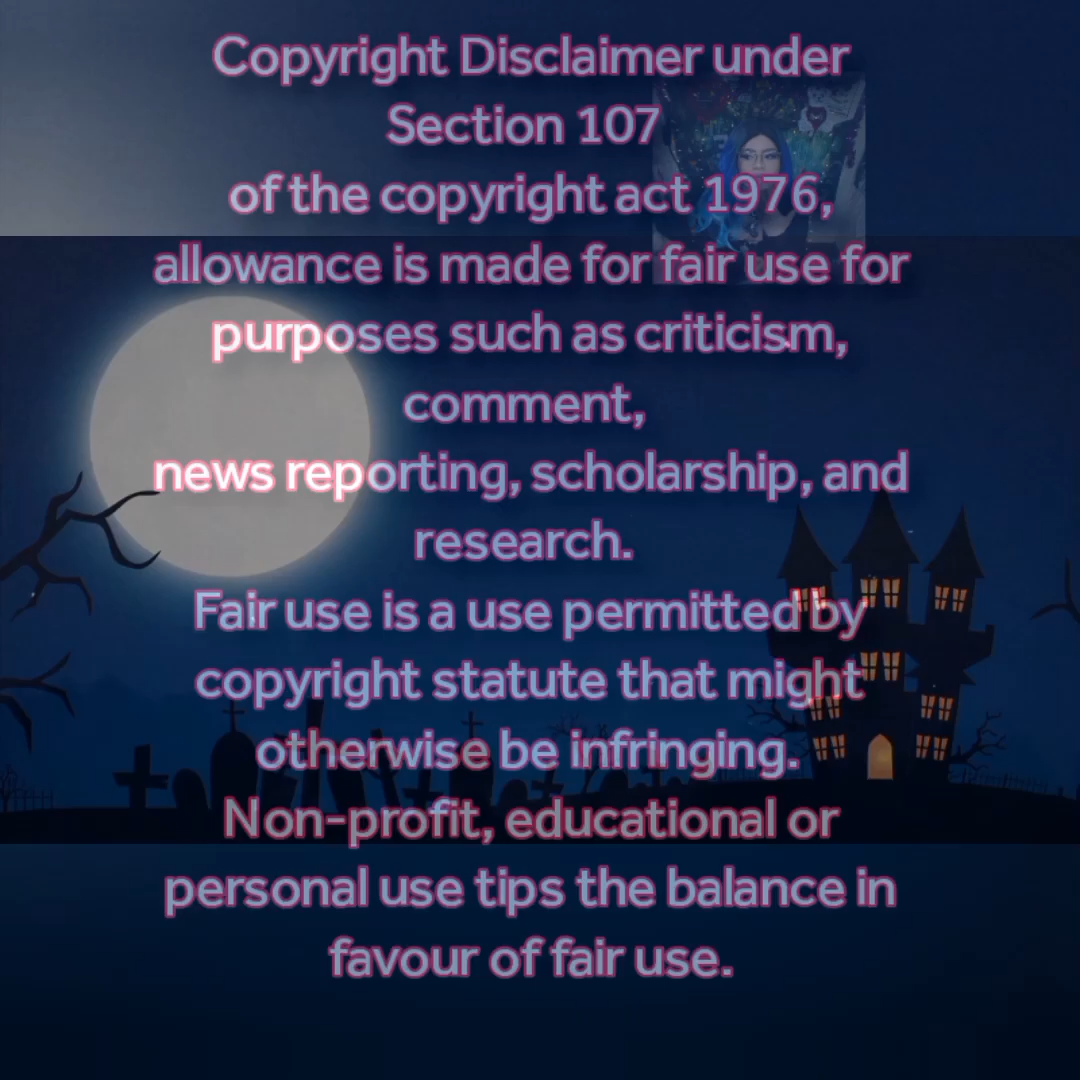 Copyright Disclaimer under
Section 107
of the copyright act 1976,
allowance is made for fair use for
purposes such as criticism,
comment,
news reporting, scholarship, and
research.
Fair use is a use permitted by
copyright statute that might
otherwise be infringing.
Non-profit, educational or
personal use tips the balance in
favour of fair use.